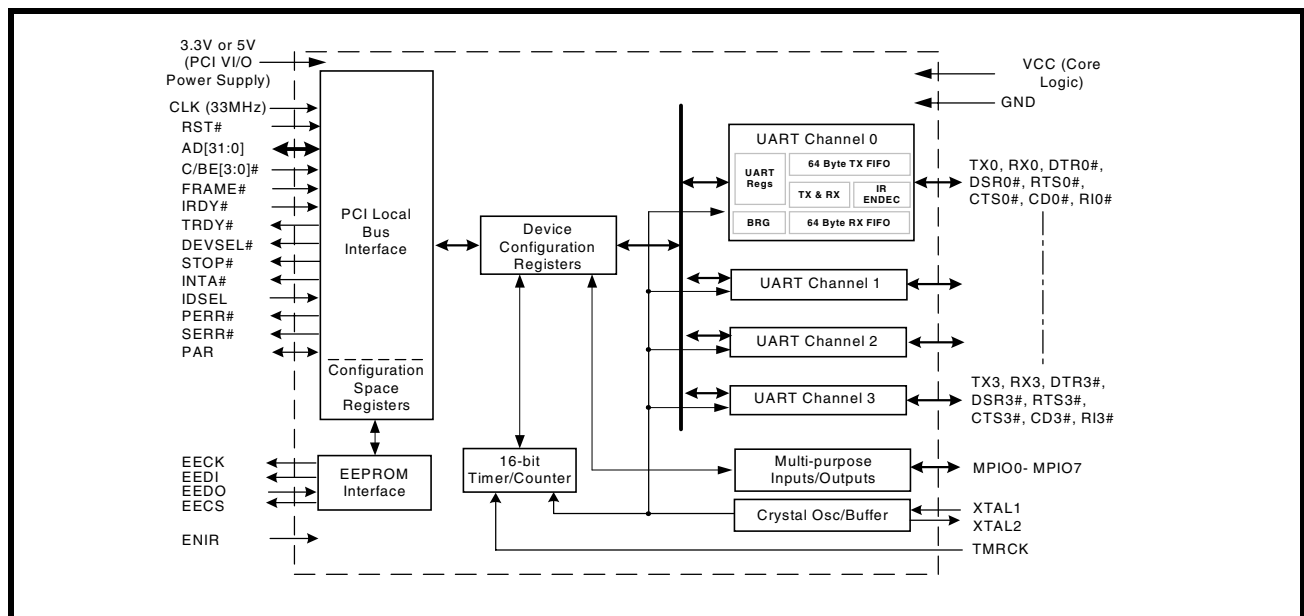 3.3V or 5V
(PCI VI/O
Power Supply)
CLK (33MHz)
RST#
AD[31:0]
C/BE[3:0]#
FRAME#
IRDY#
TRDY#
DEVSEL#
STOP#
INTA#
IDSEL
PERR#
SERR#
PAR
EECK
EEDI
EEDO
EECS
ENIR
PCI Local
Bus
Interface
Configuration
Space
Registers
EEPROM
Interface
Device
Configuration
Registers
16-bit
Timer/Counter
UART Channel 0
UART
Regs
64 Byte TX FIFO
TX & RX
IR
ENDEC
BRG
64 Byte RX FIFO
UART Channel 1
UART Channel 2
UART Channel 3
Multi-purpose
Inputs/Outputs
Crystal Osc/Buffer
VCC (Core
Logic)
GND
TX0, RX0, DTR0#,
DSR0#, RTS0#,
CTS0#, CD0#, RI0#
TX3, RX3, DTR3#,
DSR3#, RTS3#,
CTS3#, CD3#, RI3#
MPIO0- MPIO7
XTAL1
XTAL2
TMRCK